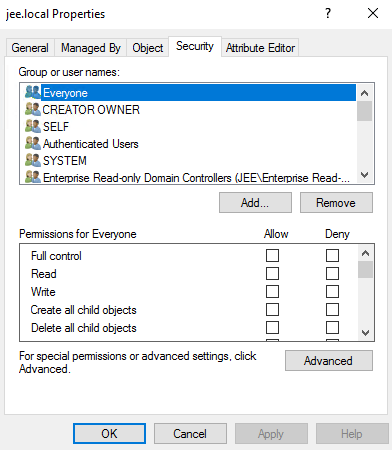 jee.local Properties
? ×
General Managed By Object Security Attribute Editor
Group or user names:
Everyone
CREATOR OWNER
SELF
Authenticated Users
SYSTEM
Enterprise Read-only Domain Controllers (JEE\Enterprise Read-...
Add... Remove
Permissions for Everyone Allow Deny
Full control
Read
Write
Create all child objects
Delete all child objects
For special permissions or advanced settings, click
Advanced.
Advanced
OK Cancel Apply Help